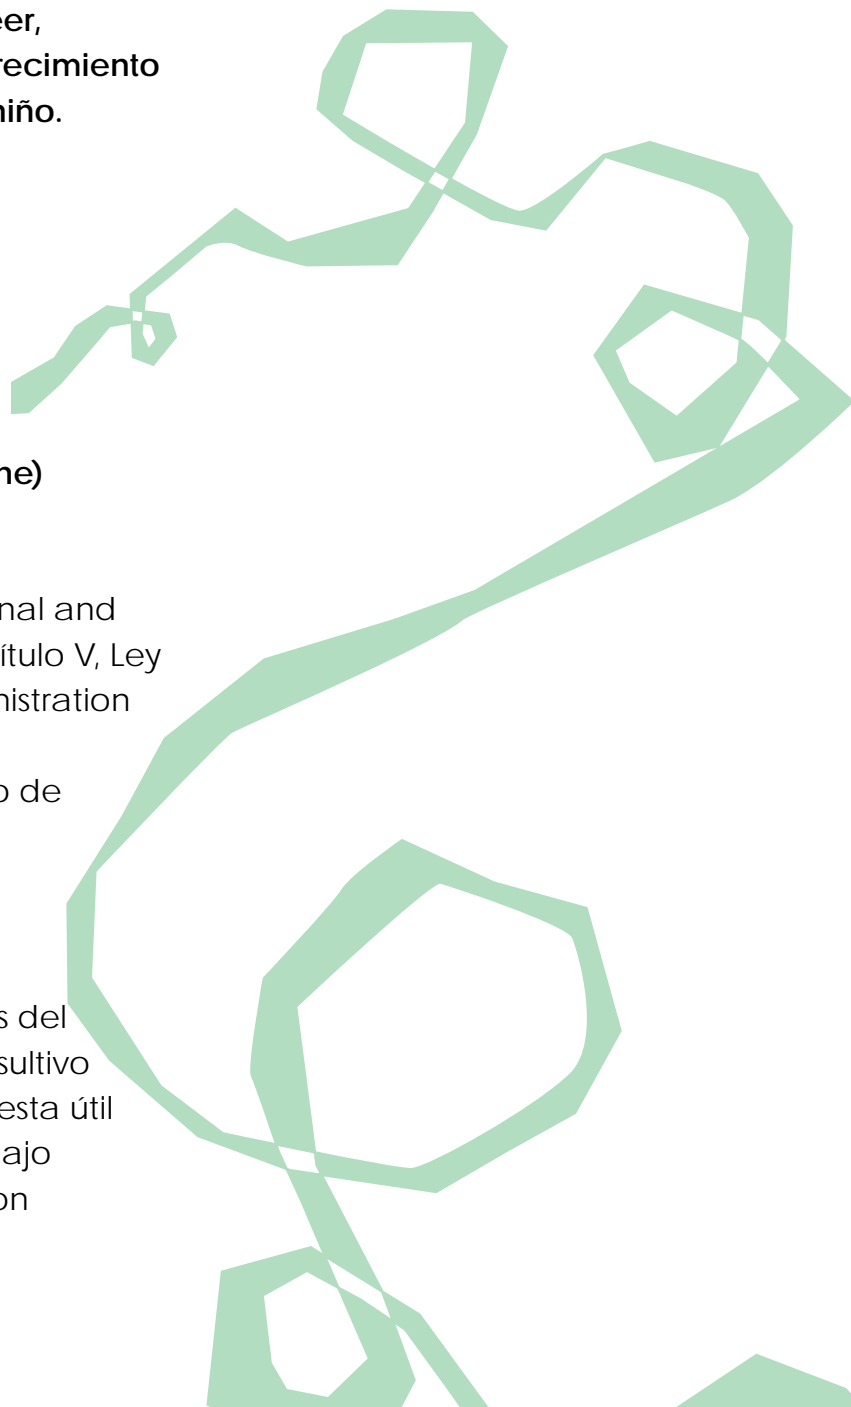 eer,
recimiento
niño.
ne)
nal and
ítulo V, Ley
nistration
o de
s del
sultivo
esta útil
ajo
on